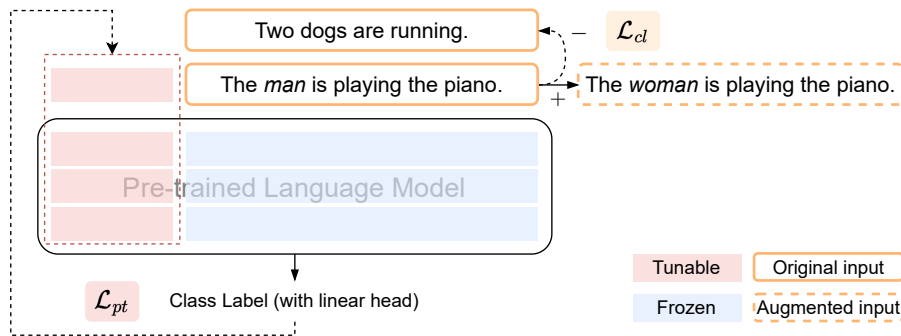 Two dogs are running.
−
ℒcl
The man is playing the piano.
+
The woman is playing the piano.
Pre-trained Language Model
ℒpt
Class Label (with linear head)
Tunable
Original input
Frozen
Augmented input